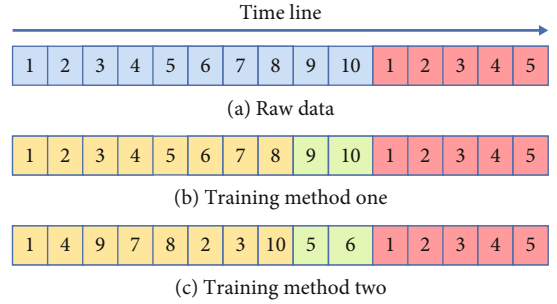 Time line
1 2 3 4 5 6 7 8 9 10 1 2 3 4 5
(a) Raw data
1 2 3 4 5 6 7 8 9 10 1 2 3 4 5
(b) Training method one
1 4 9 7 8 2 3 10 5 6 1 2 3 4 5
(c) Training method two